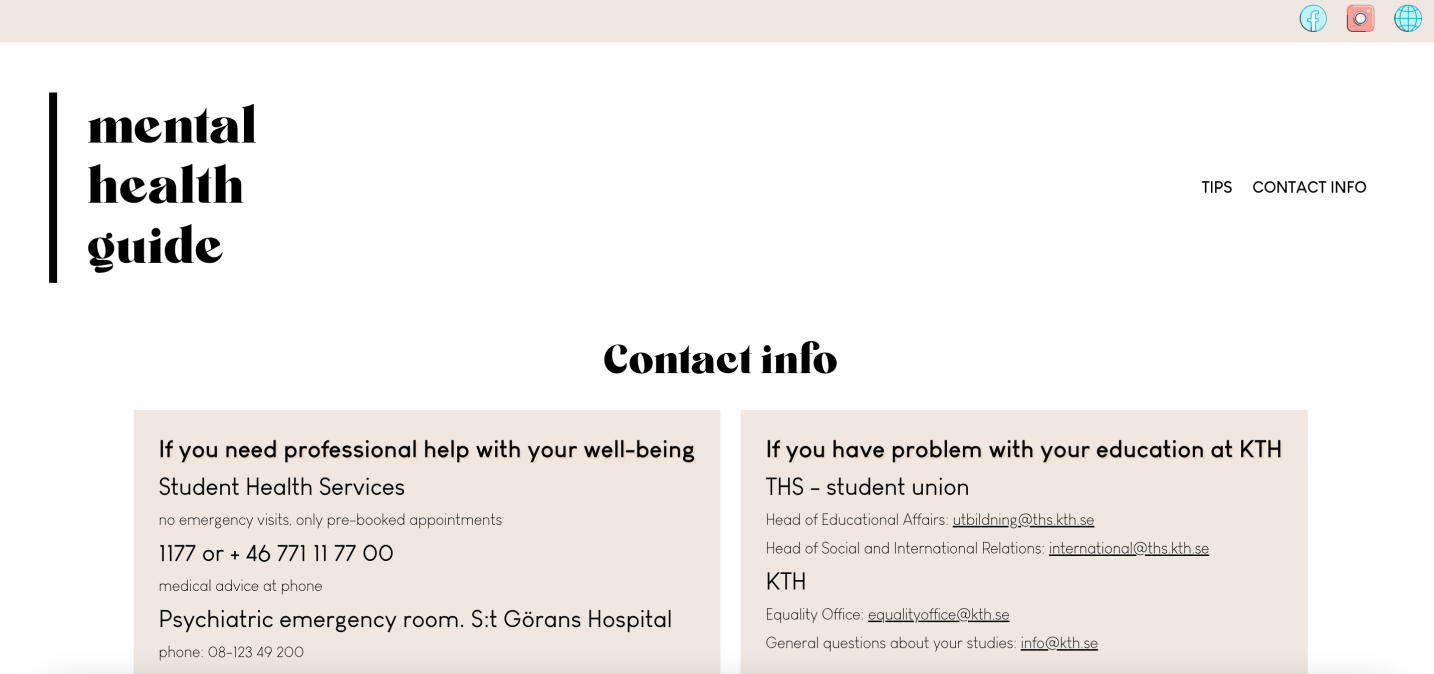 mental
health
guide
TIPS CONTACT INFO
Contact info
If you need professional help with your well-being
Student Health Services
no emergency visits, only pre-booked appointments
1177 or + 46 771 11 77 00
medical advice at phone
Psychiatric emergency room. S:t Görans Hospital
phone: 08-123 49 200
If you have problem with your education at KTH
THS - student union
Head of Educational Affairs: utbildning@ths.kth.se
Head of Social and International Relations: international@ths.kth.se
KTH
Equality Office: equalityoffice@kth.se
General questions about your studies: info@kth.se